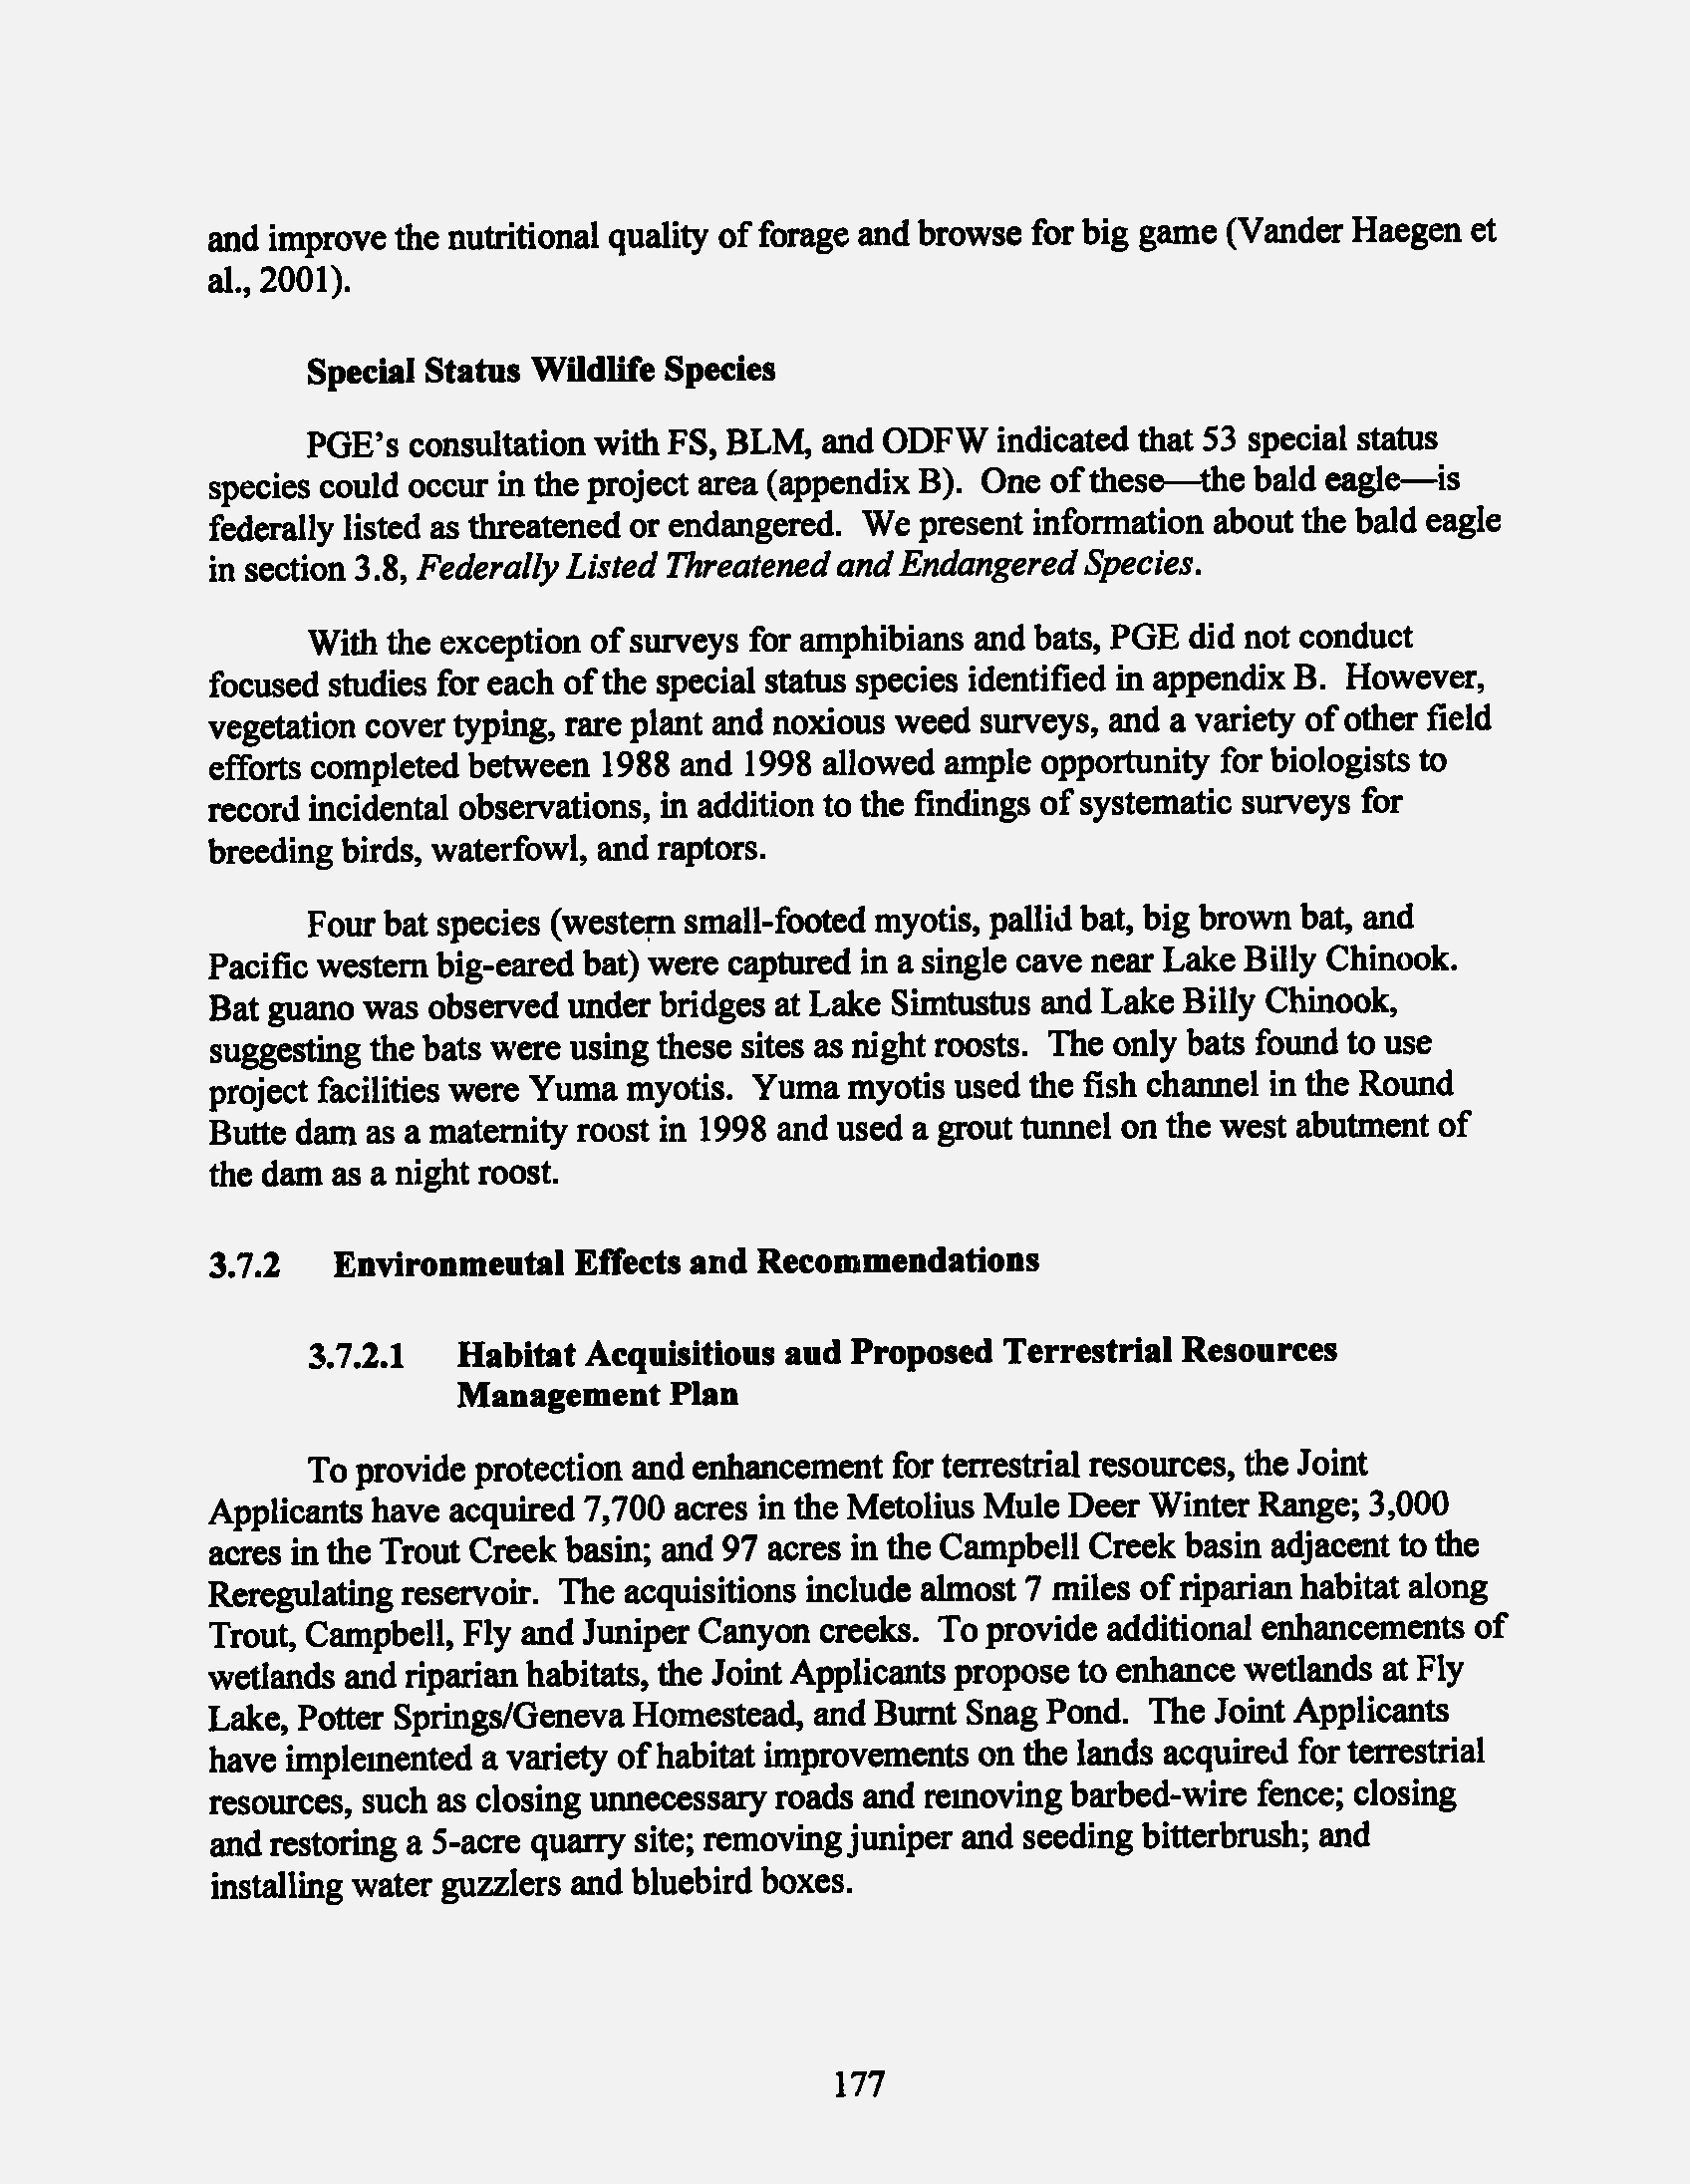 and improve the nutritional quality of forage and browse for big game (Vander Haegen et
al., 2001).
Special Status Wildlife Species
PGE's consultation with FS, BLM, and ODFW indicated that 53 special status
species could occur in the project area (appendix B). One of these—the bald eagle—is
federally listed as threatened or endangered. We present information about the bald eagle
in section 3.8, Federally Listed Threatened and Endangered Species.
With the exception of surveys for amphibians and bats, PGE did not conduct
focused studies for each of the special status species identified in appendix B. However,
vegetation cover typing, rare plant and noxious weed surveys, and a variety of other field
efforts completed between 1988 and 1998 allowed ample opportunity for biologists to
record incidental observations, in addition to the findings of systematic surveys for
breeding birds, waterfowl, and raptors.
Four bat species (western small-footed myotis, pallid bat, big brown bat, and
Pacific western big-eared bat) were captured in a single cave near Lake Billy Chinook.
Bat guano was observed under bridges at Lake Simtustus and Lake Billy Chinook,
suggesting the bats were using these sites as night roosts. The only bats found to use
project facilities were Yuma myotis. Yuma myotis used the fish channel in the Round
Butte dam as a maternity roost in 1998 and used a grout tunnel on the west abutment of
the dam as a night roost.
3.7.2 Environmeutal Effects and Recommendations
3.7.2.1 Habitat Acquisitious aud Proposed Terrestrial Resources
Management Plan
To provide protection and enhancement for terrestrial resources, the Joint
Applicants have acquired 7,700 acres in the Metolius Mule Deer Winter Range; 3,000
acres in the Trout Creek basin; and 97 acres in the Campbell Creek basin adjacent to the
Reregulating reservoir. The acquisitions include almost 7 miles of riparian habitat along
Trout, Campbell, Fly and Juniper Canyon creeks. To provide additional enhancements of
wetlands and riparian habitats, the Joint Applicants propose to enhance wetlands at Fly
Lake, Potter Springs/Geneva Homestead, and Burnt Snag Pond. The Joint Applicants
have implemented a variety of habitat improvements on the lands acquired for terrestrial
resources, such as closing unnecessary roads and removing barbed-wire fence; closing
and restoring a 5-acre quarry site; removing juniper and seeding bitterbrush; and
installing water guzzlers and bluebird boxes.
177